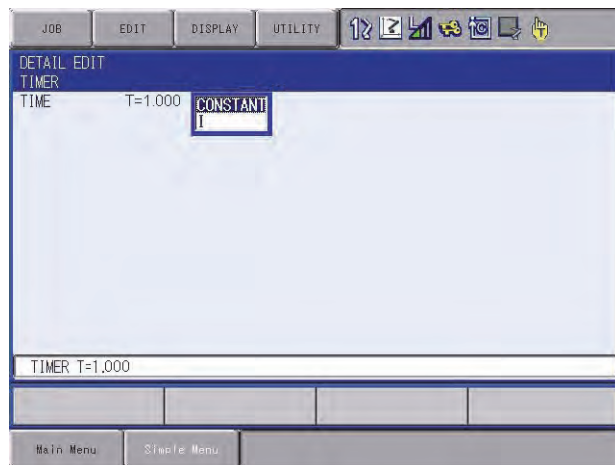 JOB EDIT DISPLAY UTILITY
DETAIL EDIT
TIMER
TIME T=1.000 CONSTANT
I
TIMER T=1.000
Main Menu Simple Menu